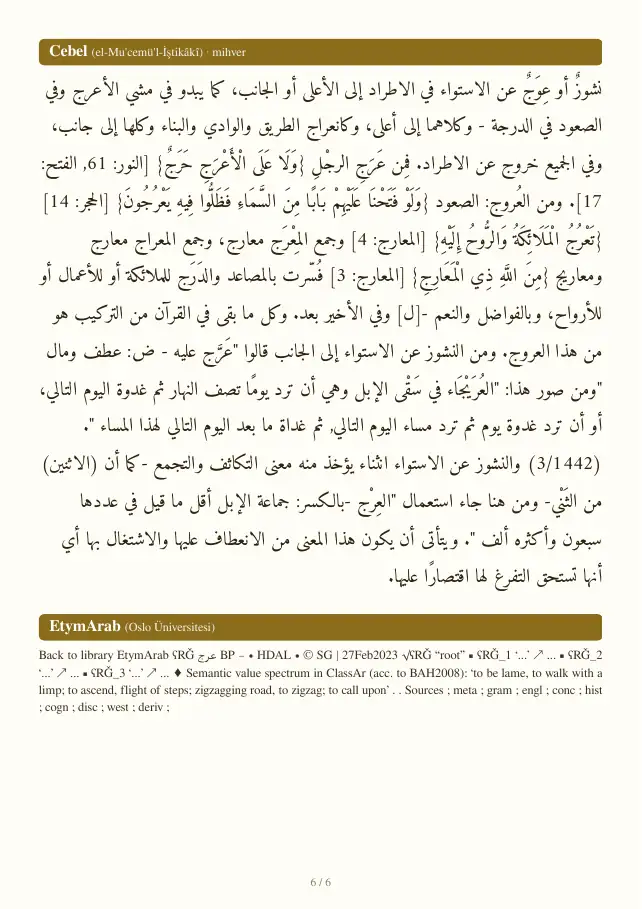 Cebel (el-Mu'cemü'l-İştikâkî) · mihver
نشوزٌ أو عِوَجٌ عن الاستواء في الاطراد إلى الأعلى أو الجانب، كما يبدو في مشي الأعرج وفي
الصعود في الدرجة - وكلاهما إلى أعلى، وكانعراج الطريق والوادي والبناء وكلها إلى جانب،
وفي الجميع خروج عن الاطراد. فمِن عَرَجِ الرجْلِ {وَلَا عَلَى الْأَعْرَجِ حَرَجٌ} [النور: 61, الفتح:
17]. ومن العُروج: الصعود {وَلَوْ فَتَحْنَا عَلَيْهِمْ بَابًا مِنَ السَّمَاءِ فَظَلُّوا فِيهِ يَعْرُجُونَ} [الحجر: 14]
{تَعْرُجُ الْمَلَائِكَةُ وَالرُّوحُ إِلَيْهِ} [المعارج: 4] وجمع المِعْرَج معارج، وجمع المعراج معارج
ومعاريج {مِنَ اللَّهِ ذِي الْمَعَارِجِ} [المعارج: 3] فُسّرت بالمصاعد والدَرَج للملائكة أو للأعمال أو
للأرواح، وبالفواضل والنعم -[ل] وفي الأخير بعد. وكل ما بقى في القرآن من التركيب هو
من هذا العروج. ومن النشوز عن الاستواء إلى الجانب قالوا "عَرَّج عليه - ض: عطف ومال
"ومن صور هذا: "العُرَيْجَاء في سَقْى الإبل وهي أن ترد يومًا نصف النهار ثم غدوة اليوم التالي،
أو أن ترد غدوة يوم ثم ترد مساء اليوم التالي, ثم غداة ما بعد اليوم التالي لهذا المساء ".
(3/1442) والنشوز عن الاستواء انثناء يؤخذ منه معنى التكاثف والتجمع -كما أن (الاثنين)
من الثَنْي- ومن هنا جاء استعمال "العِرْج -بالكسر: جماعة الإبل أقل ما قيل في عددها
سبعون وأكثره ألف ". ويتأتى أن يكون هذا المعنى من الانعطاف عليها والاشتغال بها أي
أنها تستحق التفرغ لها اقتصارًا عليها.
EtymArab (Oslo Üniversitesi)
Back to library EtymArab ʕRǦ عرج BP – • HDAL • © SG | 27Feb2023 √ʕRǦ “root” ▪ ʕRǦ_1 ‘...’ ↗ ... ▪ ʕRǦ_2
‘...’ ↗ ... ▪ ʕRǦ_3 ‘...’ ↗ ... ♦ Semantic value spectrum in ClassAr (acc. to BAH2008): ‘to be lame, to walk with a
limp; to ascend, flight of steps; zigzagging road, to zigzag; to call upon’ . . Sources ; meta ; gram ; engl ; conc ; hist
; cogn ; disc ; west ; deriv ;
6 / 6